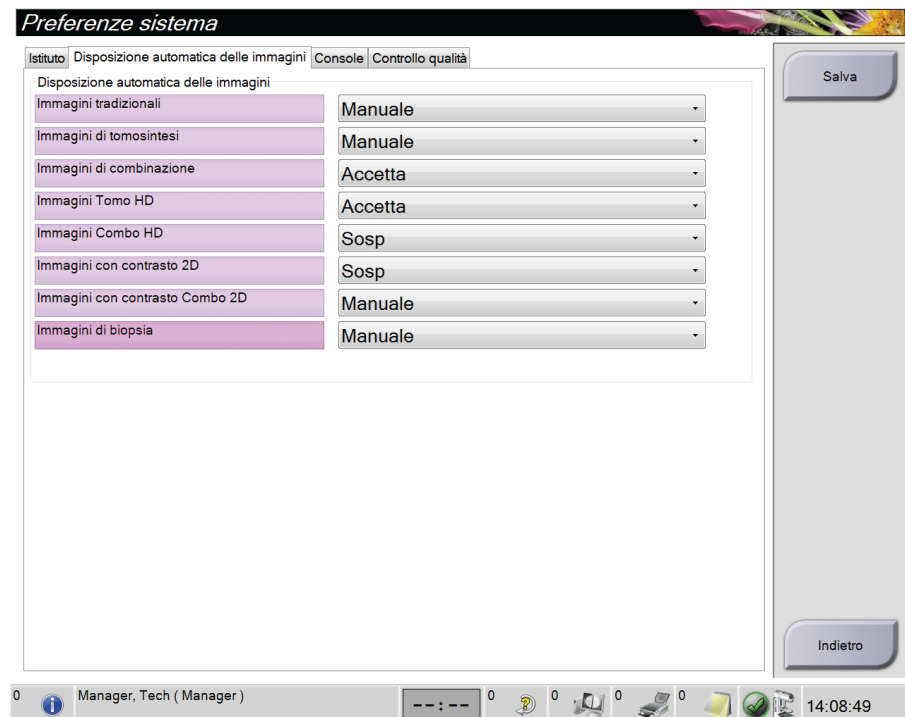 Preferenze sistema
Istituto Disposizione automatica delle immagini Console Controllo qualità
Salva
Disposizione automatica delle immagini
Immagini tradizionali Manuale
Immagini di tomosintesi Manuale
Immagini di combinazione Accetta
Immagini Tomo HD Accetta
Immagini Combo HD Sosp
Immagini con contrasto 2D Sosp
Immagini con contrasto Combo 2D Manuale
Immagini di biopsia Manuale
Indietro
0 Manager, Tech ( Manager ) --:-- 0 0 0 0 14:08:49